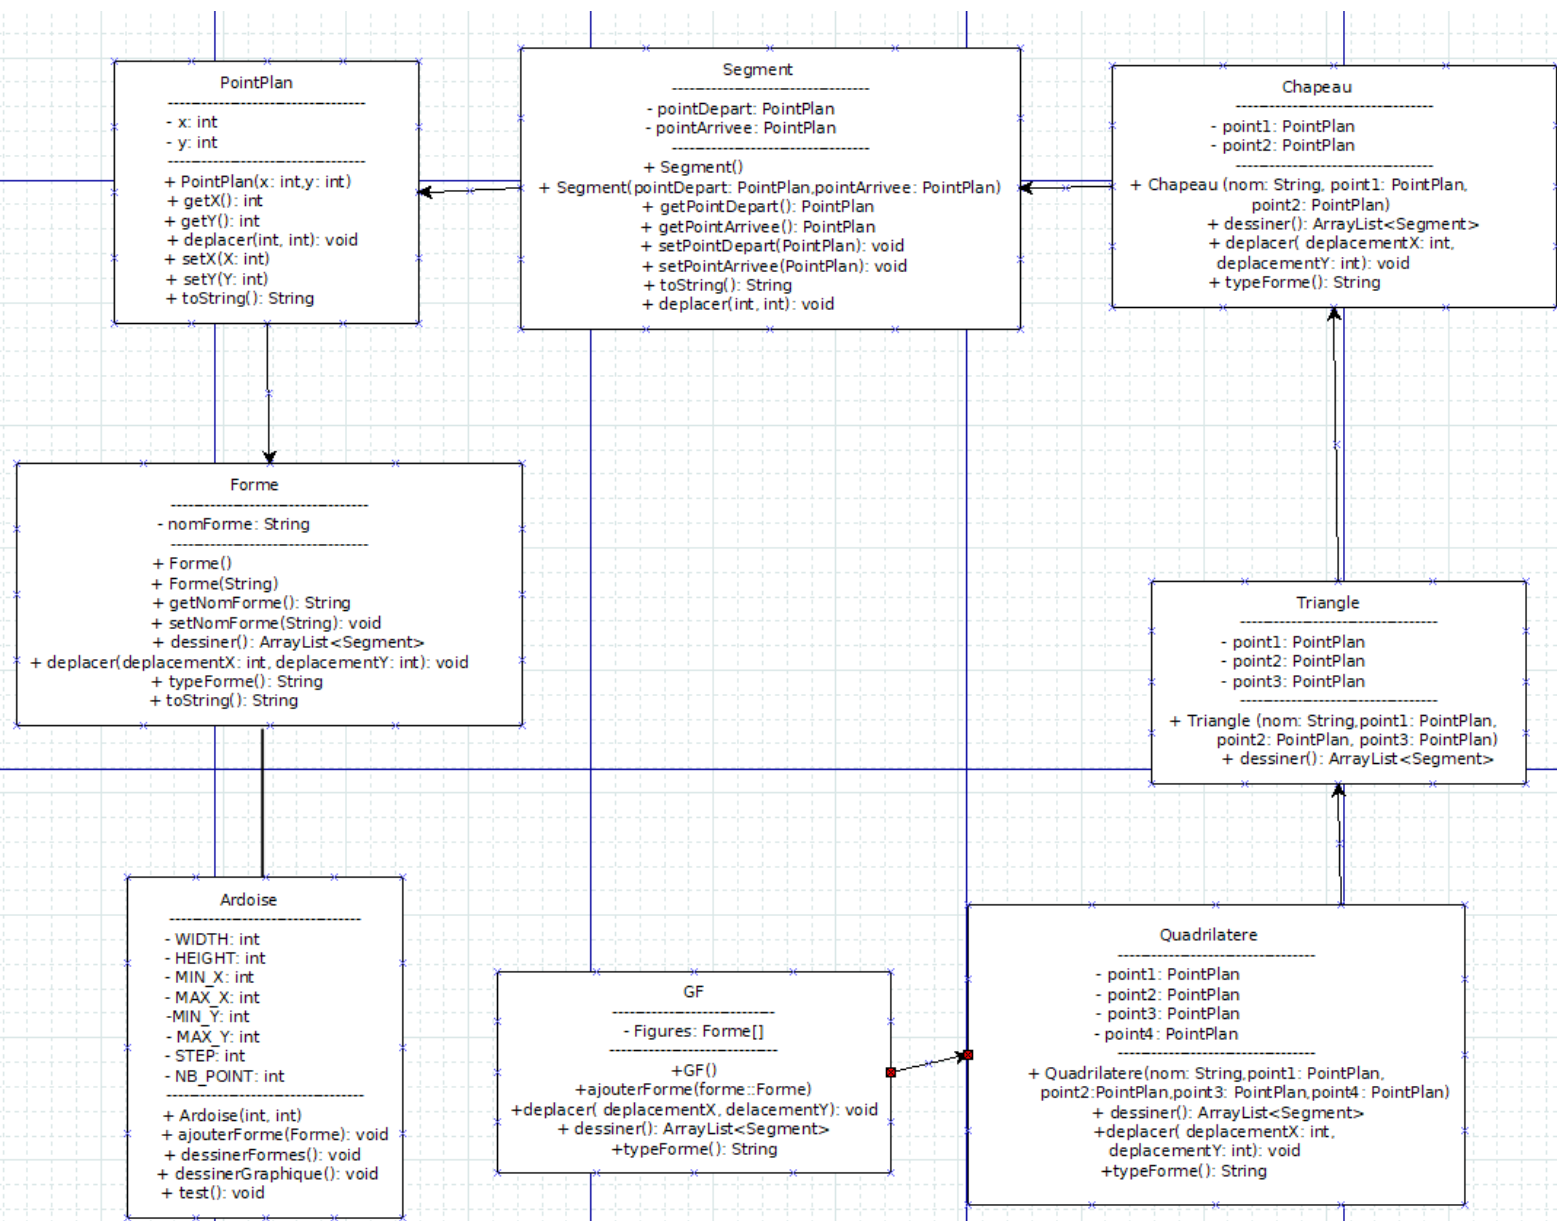 PointPlan
- x: int
- y: int
+ PointPlan(x: int,y: int)
+ getX(): int
+ getY(): int
+ deplacer(int, int): void
+ setX(X: int)
+ setY(Y: int)
+ toString(): String
Segment
- pointDepart: PointPlan
- pointArrivee: PointPlan
+ Segment()
+ Segment(pointDepart: PointPlan,pointArrivee: PointPlan)
+ getPointDepart(): PointPlan
+ getPointArrivee(): PointPlan
+ setPointDepart(PointPlan): void
+ setPointArrivee(PointPlan): void
+ toString(): String
+ deplacer(int, int): void
Chapeau
- point1: PointPlan
- point2: PointPlan
+ Chapeau (nom: String, point1: PointPlan,
point2: PointPlan)
+ dessiner(): ArrayList<Segment>
+ deplacer( deplacementX: int,
deplacementY: int): void
+ typeForme(): String
Forme
- nomForme: String
+ Forme()
+ Forme(String)
+ getNomForme(): String
+ setNomForme(String): void
+ dessiner(): ArrayList<Segment>
+ deplacer(deplacementX: int, deplacementY: int): void
+ typeForme(): String
+ toString(): String
Triangle
- point1: PointPlan
- point2: PointPlan
- point3: PointPlan
+ Triangle (nom: String,point1: PointPlan,
point2: PointPlan, point3: PointPlan)
+ dessiner(): ArrayList<Segment>
Ardoise
- WIDTH: int
- HEIGHT: int
- MIN_X: int
- MAX_X: int
-MIN_Y: int
- MAX_Y: int
- STEP: int
- NB_POINT: int
+ Ardoise(int, int)
+ ajouterForme(Forme): void
+ dessinerFormes(): void
+ dessinerGraphique(): void
+ test(): void
GF
- Figures: Forme[]
+GF()
+ajouterForme(forme::Forme)
+deplacer( deplacementX, delacementY): void
+ dessiner(): ArrayList<Segment>
+typeForme(): String
Quadrilatere
- point1: PointPlan
- point2: PointPlan
- point3: PointPlan
- point4: PointPlan
+ Quadrilatere(nom: String,point1: PointPlan,
point2:PointPlan,point3: PointPlan,point4: PointPlan)
+ dessiner(): ArrayList<Segment>
+deplacer( deplacementX: int,
deplacementY: int): void
+typeForme(): String